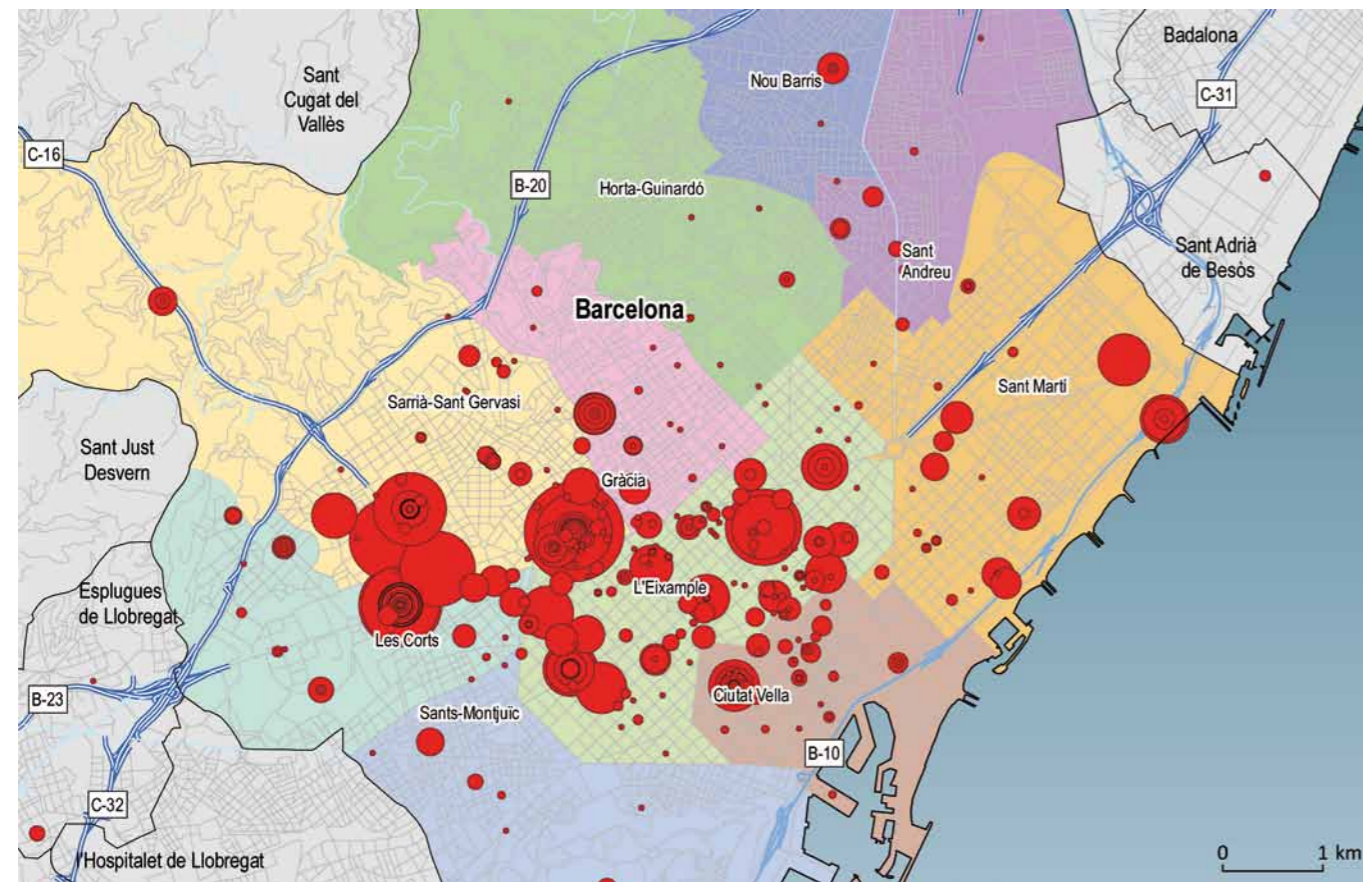 Badalona
Sant
Cugat del
Vallès
Nou Barris
C-31
C-16
B-20
Horta-Guinardó
Sant
Andreu
Sant Adrià
de Besòs
Barcelona
Sant Martí
Sarrià-Sant Gervasi
Sant Just
Desvern
Gràcia
Esplugues
de Llobregat
L'Eixample
Les Corts
B-23
Ciutat Vella
Sants-Montjuïc
B-10
C-32
l'Hospitalet de Llobregat
0 1 km